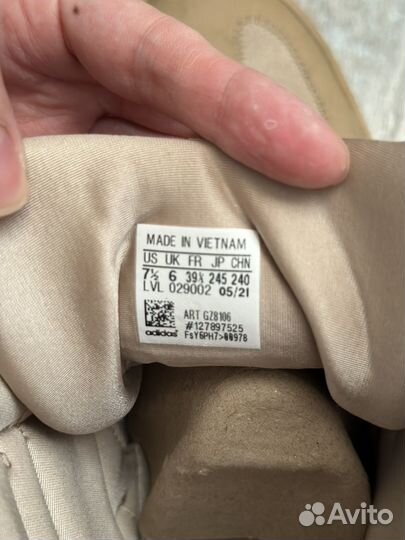 MADE IN VIETNAM
US UK FR JP CHN
7½ 6 39⅓ 245 240
LVL 029002 05/21
ART GZ8106
#127897525
adidas FsY6PH7>00978
Avito